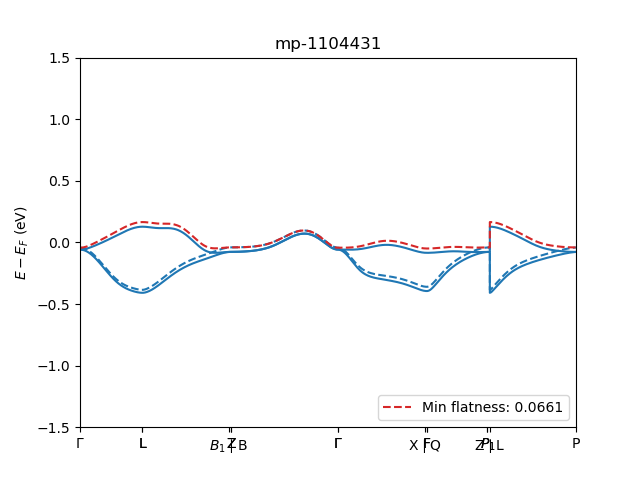 mp-1104431
1.5
1.0
0.5
0.0
−0.5
−1.0
−1.5
E − E_F (eV)
Min flatness: 0.0661
Γ L B₁ | B Z Γ X | Q F P₁ Z | L P